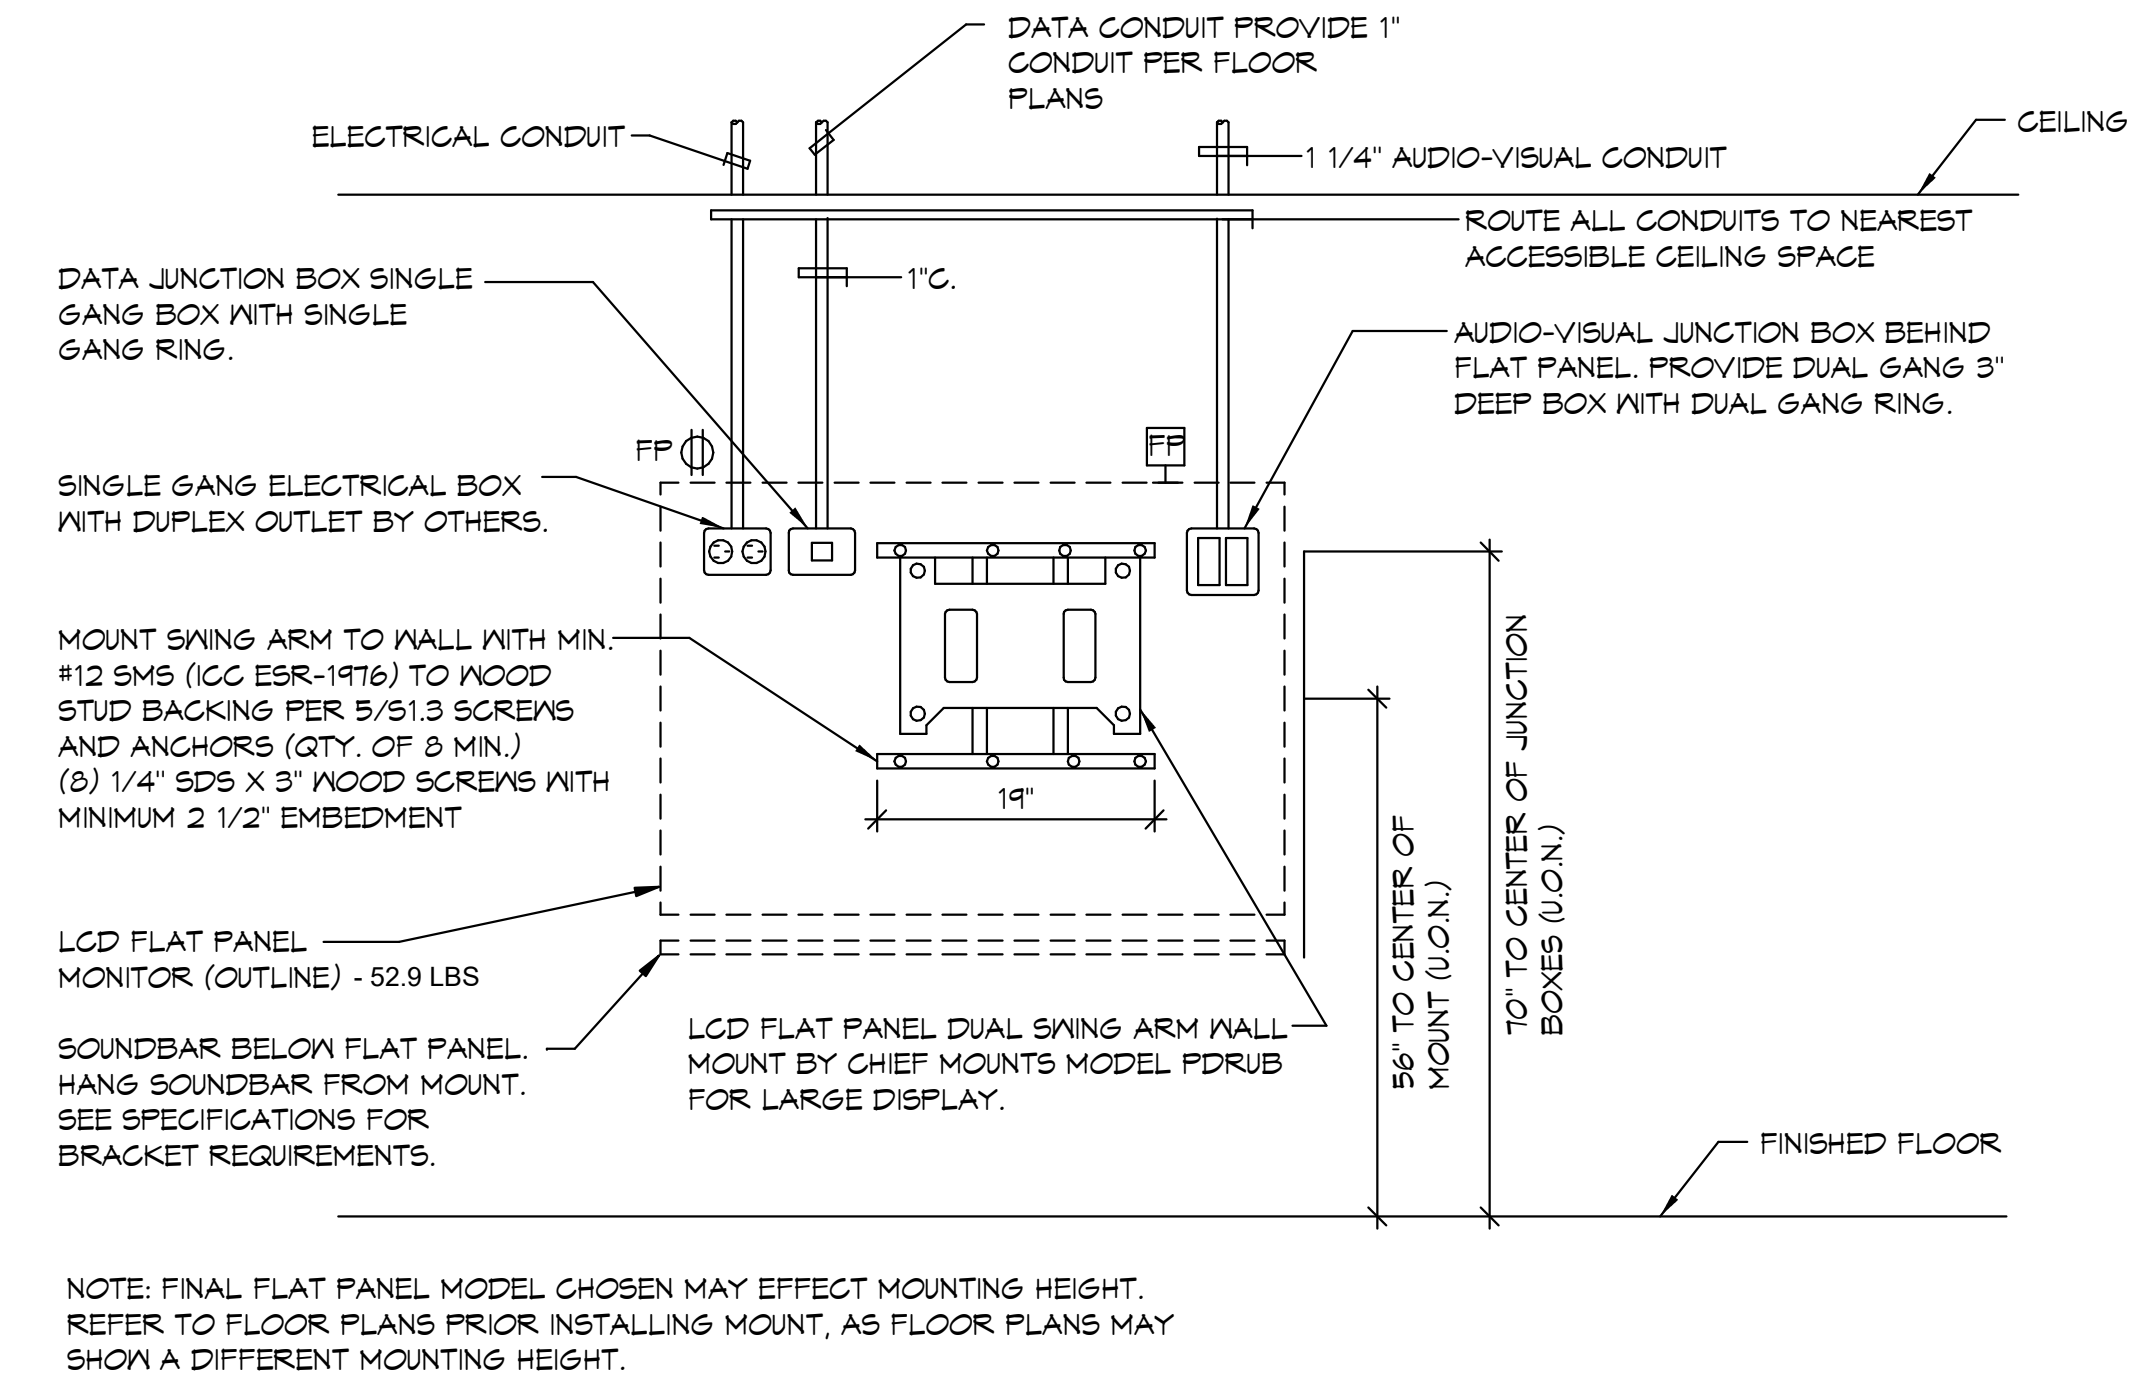 DATA CONDUIT PROVIDE 1"
CONDUIT PER FLOOR
PLANS
CEILING
ELECTRICAL CONDUIT
1 1/4" AUDIO-VISUAL CONDUIT
ROUTE ALL CONDUITS TO NEAREST
ACCESSIBLE CEILING SPACE
DATA JUNCTION BOX SINGLE
GANG BOX WITH SINGLE
GANG RING.
1"C.
AUDIO-VISUAL JUNCTION BOX BEHIND
FLAT PANEL. PROVIDE DUAL GANG 3"
DEEP BOX WITH DUAL GANG RING.
FP
FP
SINGLE GANG ELECTRICAL BOX
WITH DUPLEX OUTLET BY OTHERS.
MOUNT SWING ARM TO WALL WITH MIN.
#12 SMS (ICC ESR-1976) TO WOOD
STUD BACKING PER 5/S1.3 SCREWS
AND ANCHORS (QTY. OF 8 MIN.)
(8) 1/4" SDS X 3" WOOD SCREWS WITH
MINIMUM 2 1/2" EMBEDMENT
19"
56" TO CENTER OF
MOUNT (U.O.N.)
70" TO CENTER OF JUNCTION
BOXES (U.O.N.)
LCD FLAT PANEL
MONITOR (OUTLINE) - 52.9 LBS
SOUNDBAR BELOW FLAT PANEL.
HANG SOUNDBAR FROM MOUNT.
SEE SPECIFICATIONS FOR
BRACKET REQUIREMENTS.
LCD FLAT PANEL DUAL SWING ARM WALL
MOUNT BY CHIEF MOUNTS MODEL PDRUB
FOR LARGE DISPLAY.
FINISHED FLOOR
NOTE: FINAL FLAT PANEL MODEL CHOSEN MAY EFFECT MOUNTING HEIGHT.
REFER TO FLOOR PLANS PRIOR INSTALLING MOUNT, AS FLOOR PLANS MAY
SHOW A DIFFERENT MOUNTING HEIGHT.